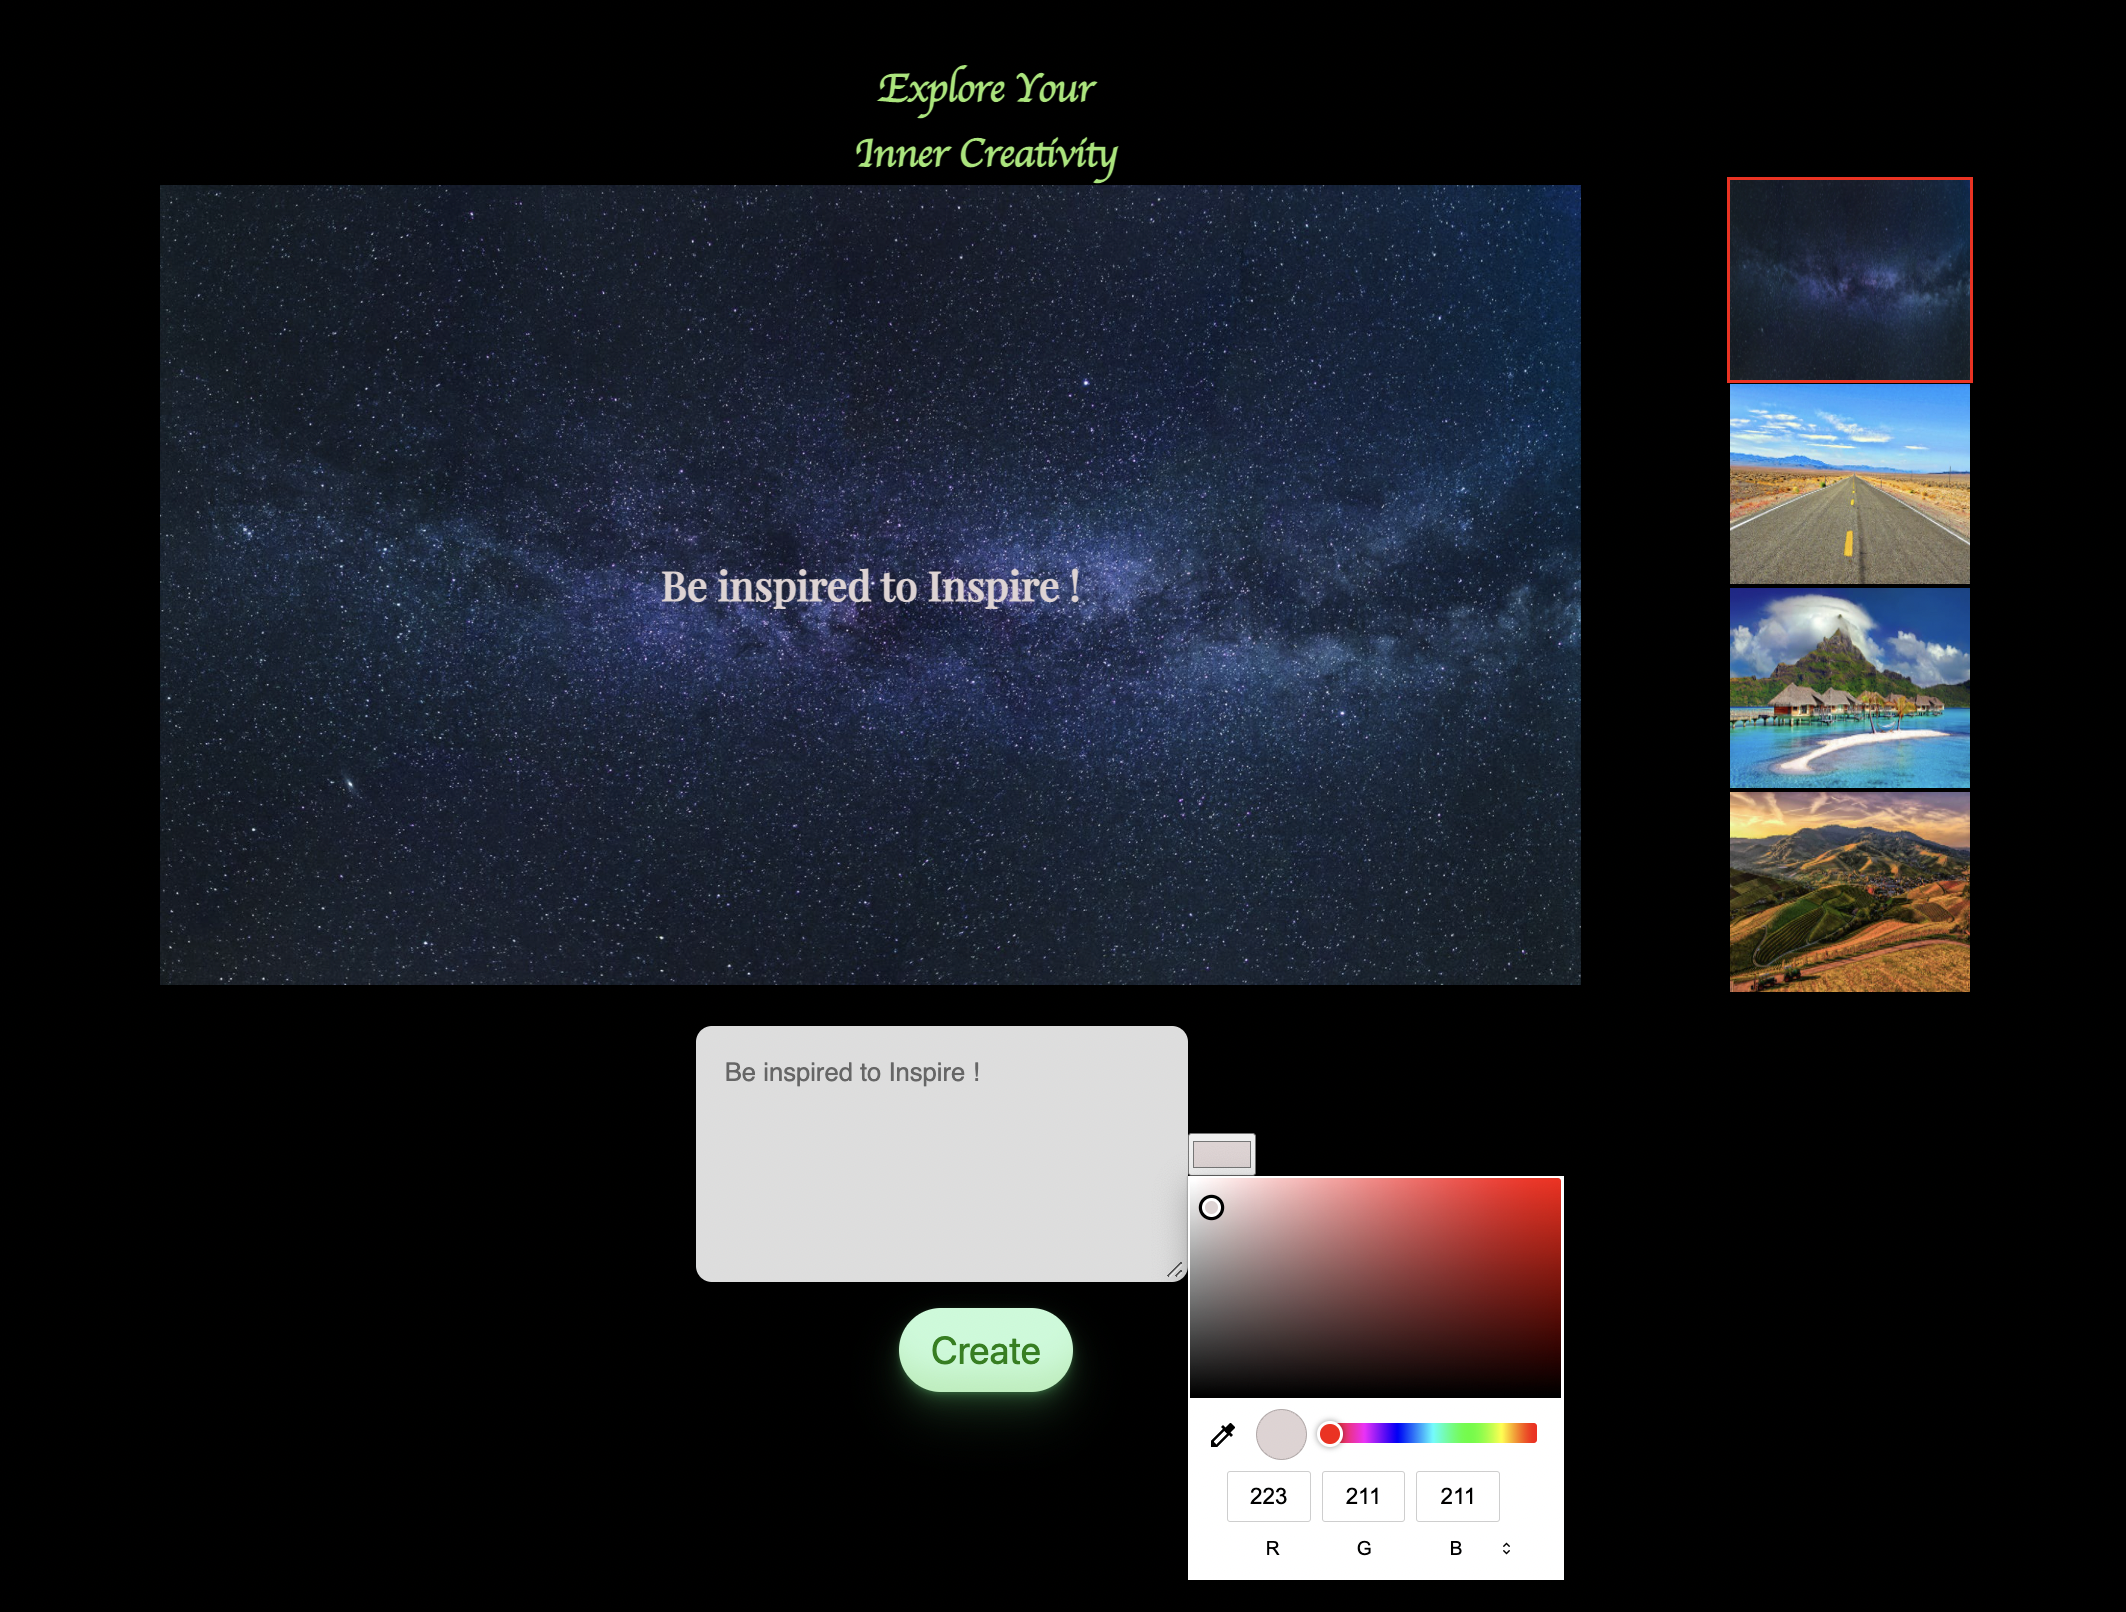 Explore Your
Inner Creativity
Be inspired to Inspire !
Be inspired to Inspire !
Create
223 211 211
R G B